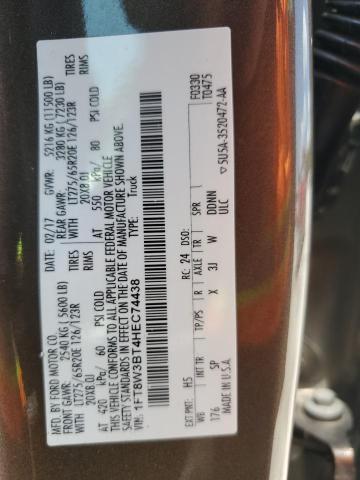 MFD. BY FORD MOTOR CO.
DATE: 02/17 GVWR: 5216 KG (11500 LB)
FRONT GAWR: 2540 KG (5600 LB) REAR GAWR: 3280 KG (7230 LB)
WITH LT275/65R20E 126/123R TIRES WITH LT275/65R20E 126/123R TIRES
20X8.0J RIMS 20X8.0J RIMS
AT 420 kPa/ 60 PSI COLD AT 550 kPa/ 80 PSI COLD
THIS VEHICLE CONFORMS TO ALL APPLICABLE FEDERAL MOTOR VEHICLE
SAFETY STANDARDS IN EFFECT ON THE DATE OF MANUFACTURE SHOWN ABOVE.
VIN: 1FT8W3BT4HEC74438 TYPE: Truck
F0330
T0475
EXT PNT: H5 RC: 24 DSO:
WB INT TR TP/PS R AXLE TR SPR
176 SP X 3J W DDNN
MADE IN U.S.A. ULC
5U5A-3520472-AA